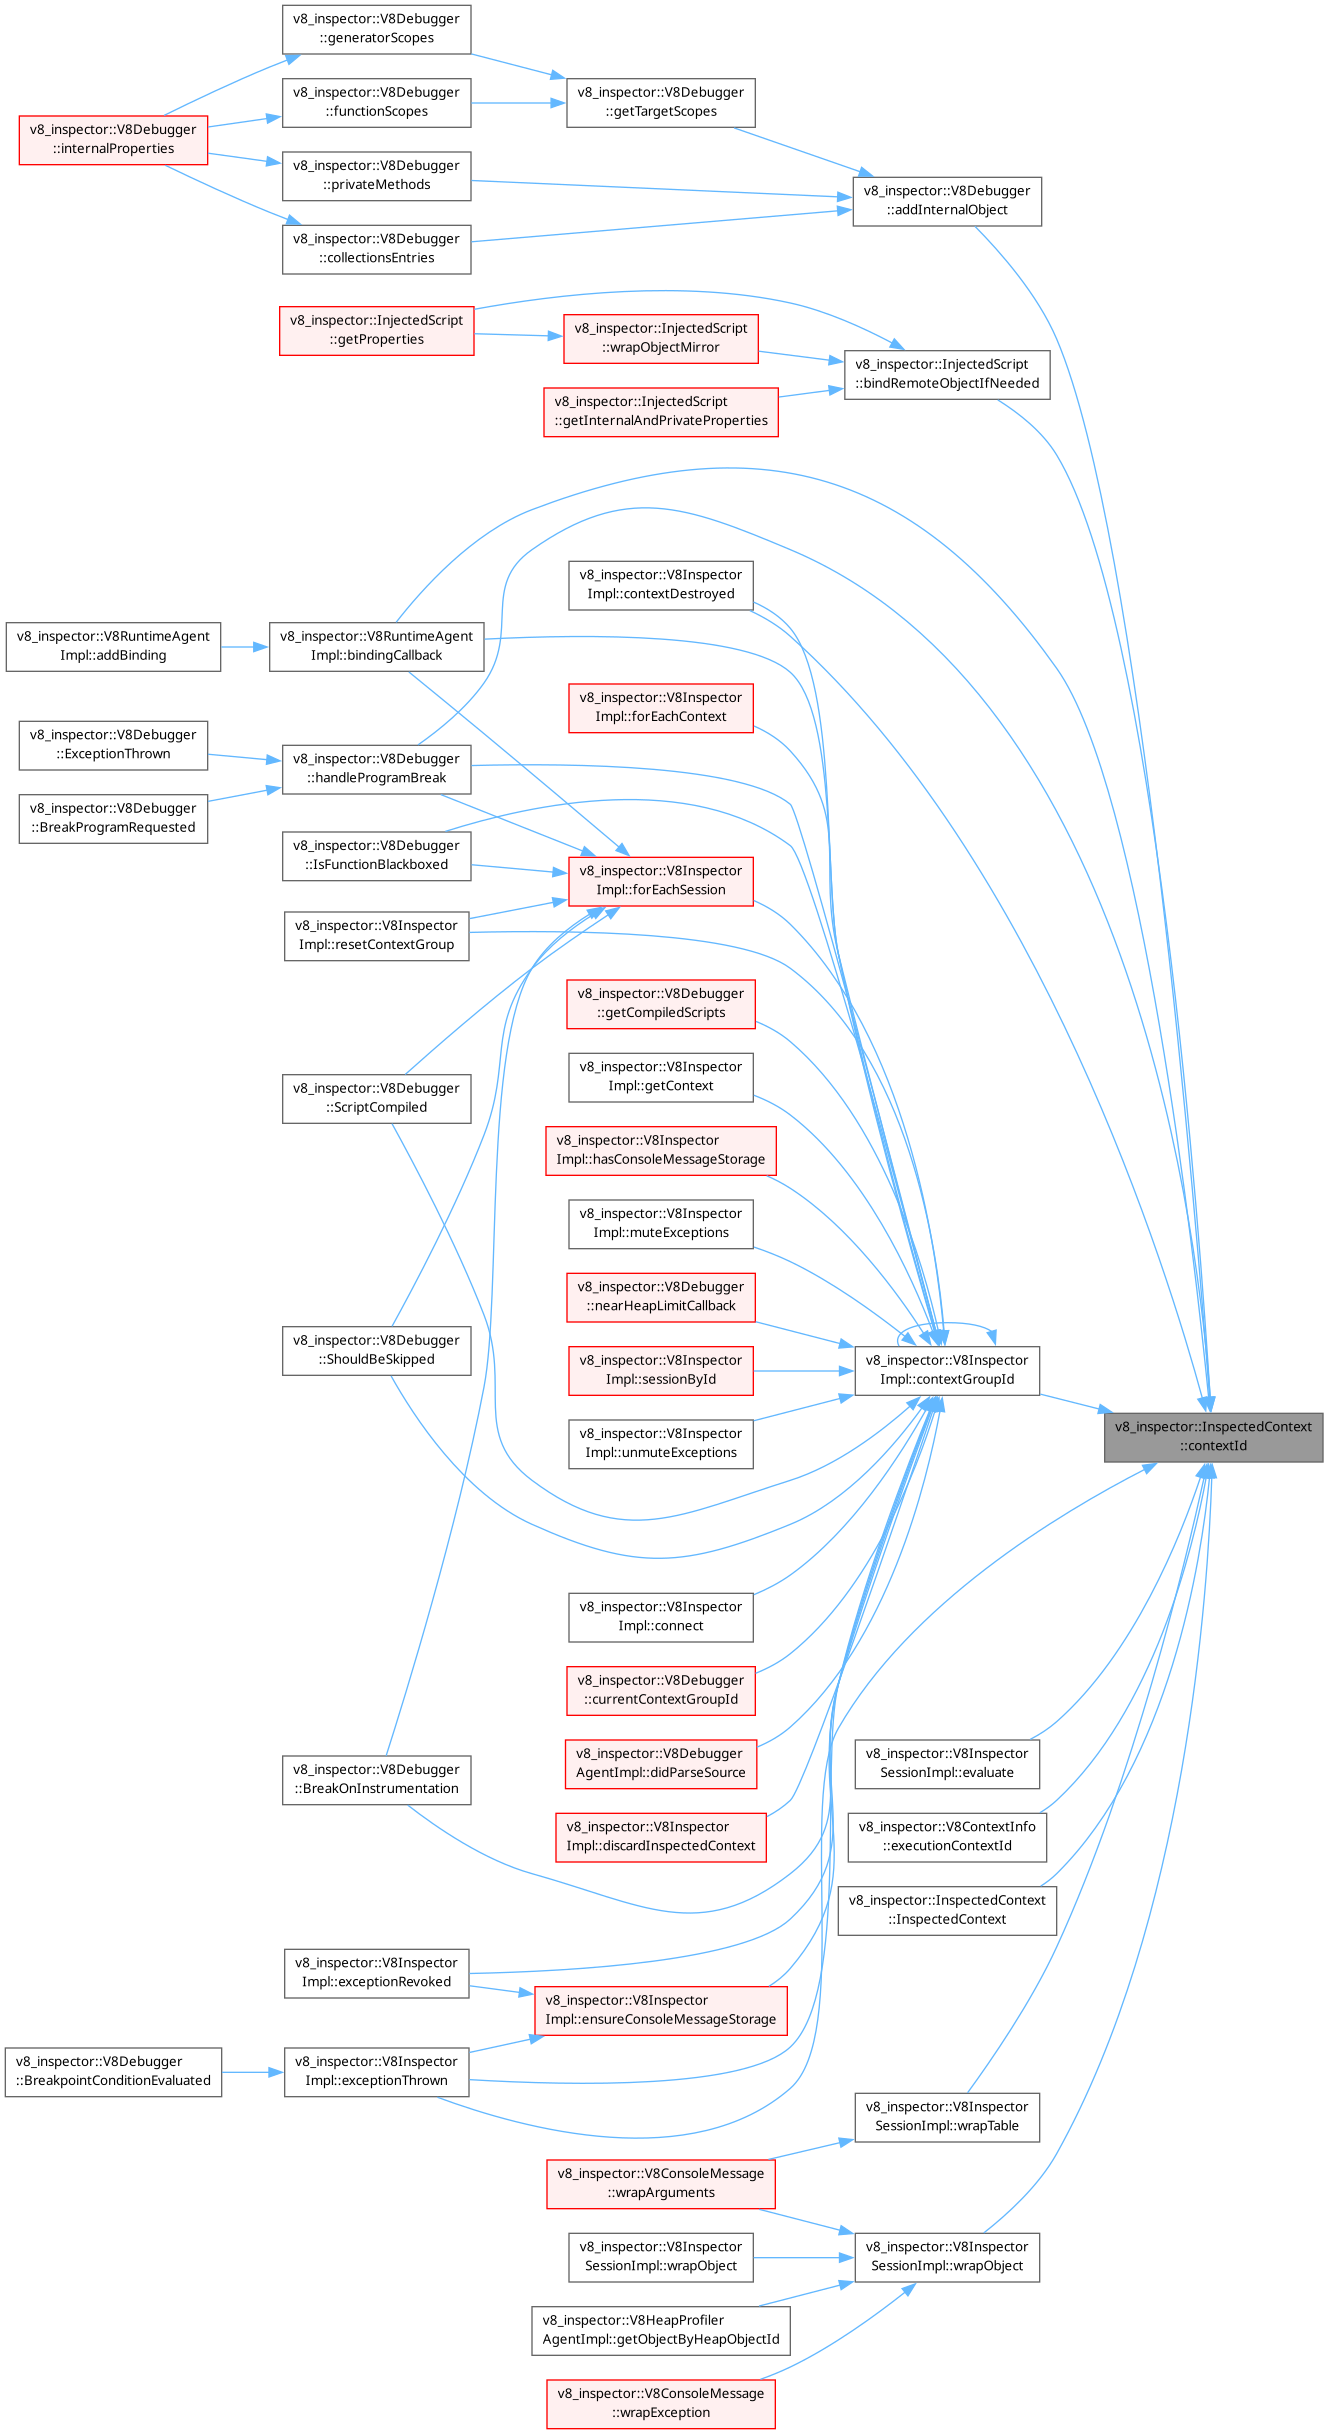 v8_inspector::V8Debugger
::generatorScopes
v8_inspector::V8Debugger
::functionScopes
v8_inspector::V8Debugger
::getTargetScopes
v8_inspector::V8Debugger
::internalProperties
v8_inspector::V8Debugger
::privateMethods
v8_inspector::V8Debugger
::addInternalObject
v8_inspector::V8Debugger
::collectionsEntries
v8_inspector::InjectedScript
::getProperties
v8_inspector::InjectedScript
::wrapObjectMirror
v8_inspector::InjectedScript
::bindRemoteObjectIfNeeded
v8_inspector::InjectedScript
::getInternalAndPrivateProperties
v8_inspector::V8Inspector
Impl::contextDestroyed
v8_inspector::V8RuntimeAgent
Impl::addBinding
v8_inspector::V8RuntimeAgent
Impl::bindingCallback
v8_inspector::V8Inspector
Impl::forEachContext
v8_inspector::V8Debugger
::ExceptionThrown
v8_inspector::V8Debugger
::handleProgramBreak
v8_inspector::V8Debugger
::BreakProgramRequested
v8_inspector::V8Debugger
::IsFunctionBlackboxed
v8_inspector::V8Inspector
Impl::forEachSession
v8_inspector::V8Inspector
Impl::resetContextGroup
v8_inspector::V8Debugger
::getCompiledScripts
v8_inspector::V8Inspector
Impl::getContext
v8_inspector::V8Debugger
::ScriptCompiled
v8_inspector::V8Inspector
Impl::hasConsoleMessageStorage
v8_inspector::V8Inspector
Impl::muteExceptions
v8_inspector::V8Debugger
::nearHeapLimitCallback
v8_inspector::V8Debugger
::ShouldBeSkipped
v8_inspector::V8Inspector
Impl::sessionById
v8_inspector::V8Inspector
Impl::contextGroupId
v8_inspector::V8Inspector
Impl::unmuteExceptions
v8_inspector::InspectedContext
::contextId
v8_inspector::V8Inspector
Impl::connect
v8_inspector::V8Debugger
::currentContextGroupId
v8_inspector::V8Debugger
AgentImpl::didParseSource
v8_inspector::V8Inspector
SessionImpl::evaluate
v8_inspector::V8Debugger
::BreakOnInstrumentation
v8_inspector::V8Inspector
Impl::discardInspectedContext
v8_inspector::V8ContextInfo
::executionContextId
v8_inspector::InspectedContext
::InspectedContext
v8_inspector::V8Inspector
Impl::exceptionRevoked
v8_inspector::V8Inspector
Impl::ensureConsoleMessageStorage
v8_inspector::V8Debugger
::BreakpointConditionEvaluated
v8_inspector::V8Inspector
Impl::exceptionThrown
v8_inspector::V8Inspector
SessionImpl::wrapTable
v8_inspector::V8ConsoleMessage
::wrapArguments
v8_inspector::V8Inspector
SessionImpl::wrapObject
v8_inspector::V8Inspector
SessionImpl::wrapObject
v8_inspector::V8HeapProfiler
AgentImpl::getObjectByHeapObjectId
v8_inspector::V8ConsoleMessage
::wrapException